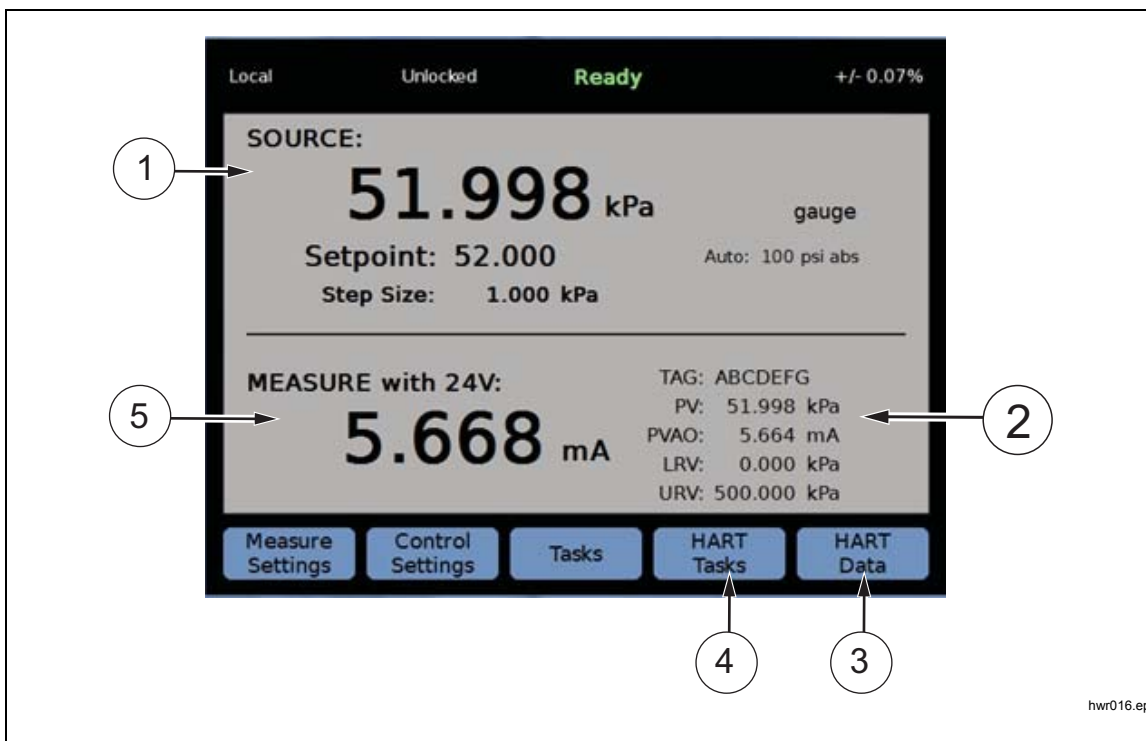 Local Unlocked Ready +/- 0.07%
SOURCE:
1
51.998 kPa
gauge
Setpoint: 52.000
Auto: 100 psi abs
Step Size: 1.000 kPa
MEASURE with 24V:
5
5.668 mA
TAG: ABCDEFG
PV: 51.998 kPa
2
PVAO: 5.664 mA
LRV: 0.000 kPa
URV: 500.000 kPa
Measure Settings
Control Settings
Tasks
HART Tasks
HART Data
4
3
hwr016.ep